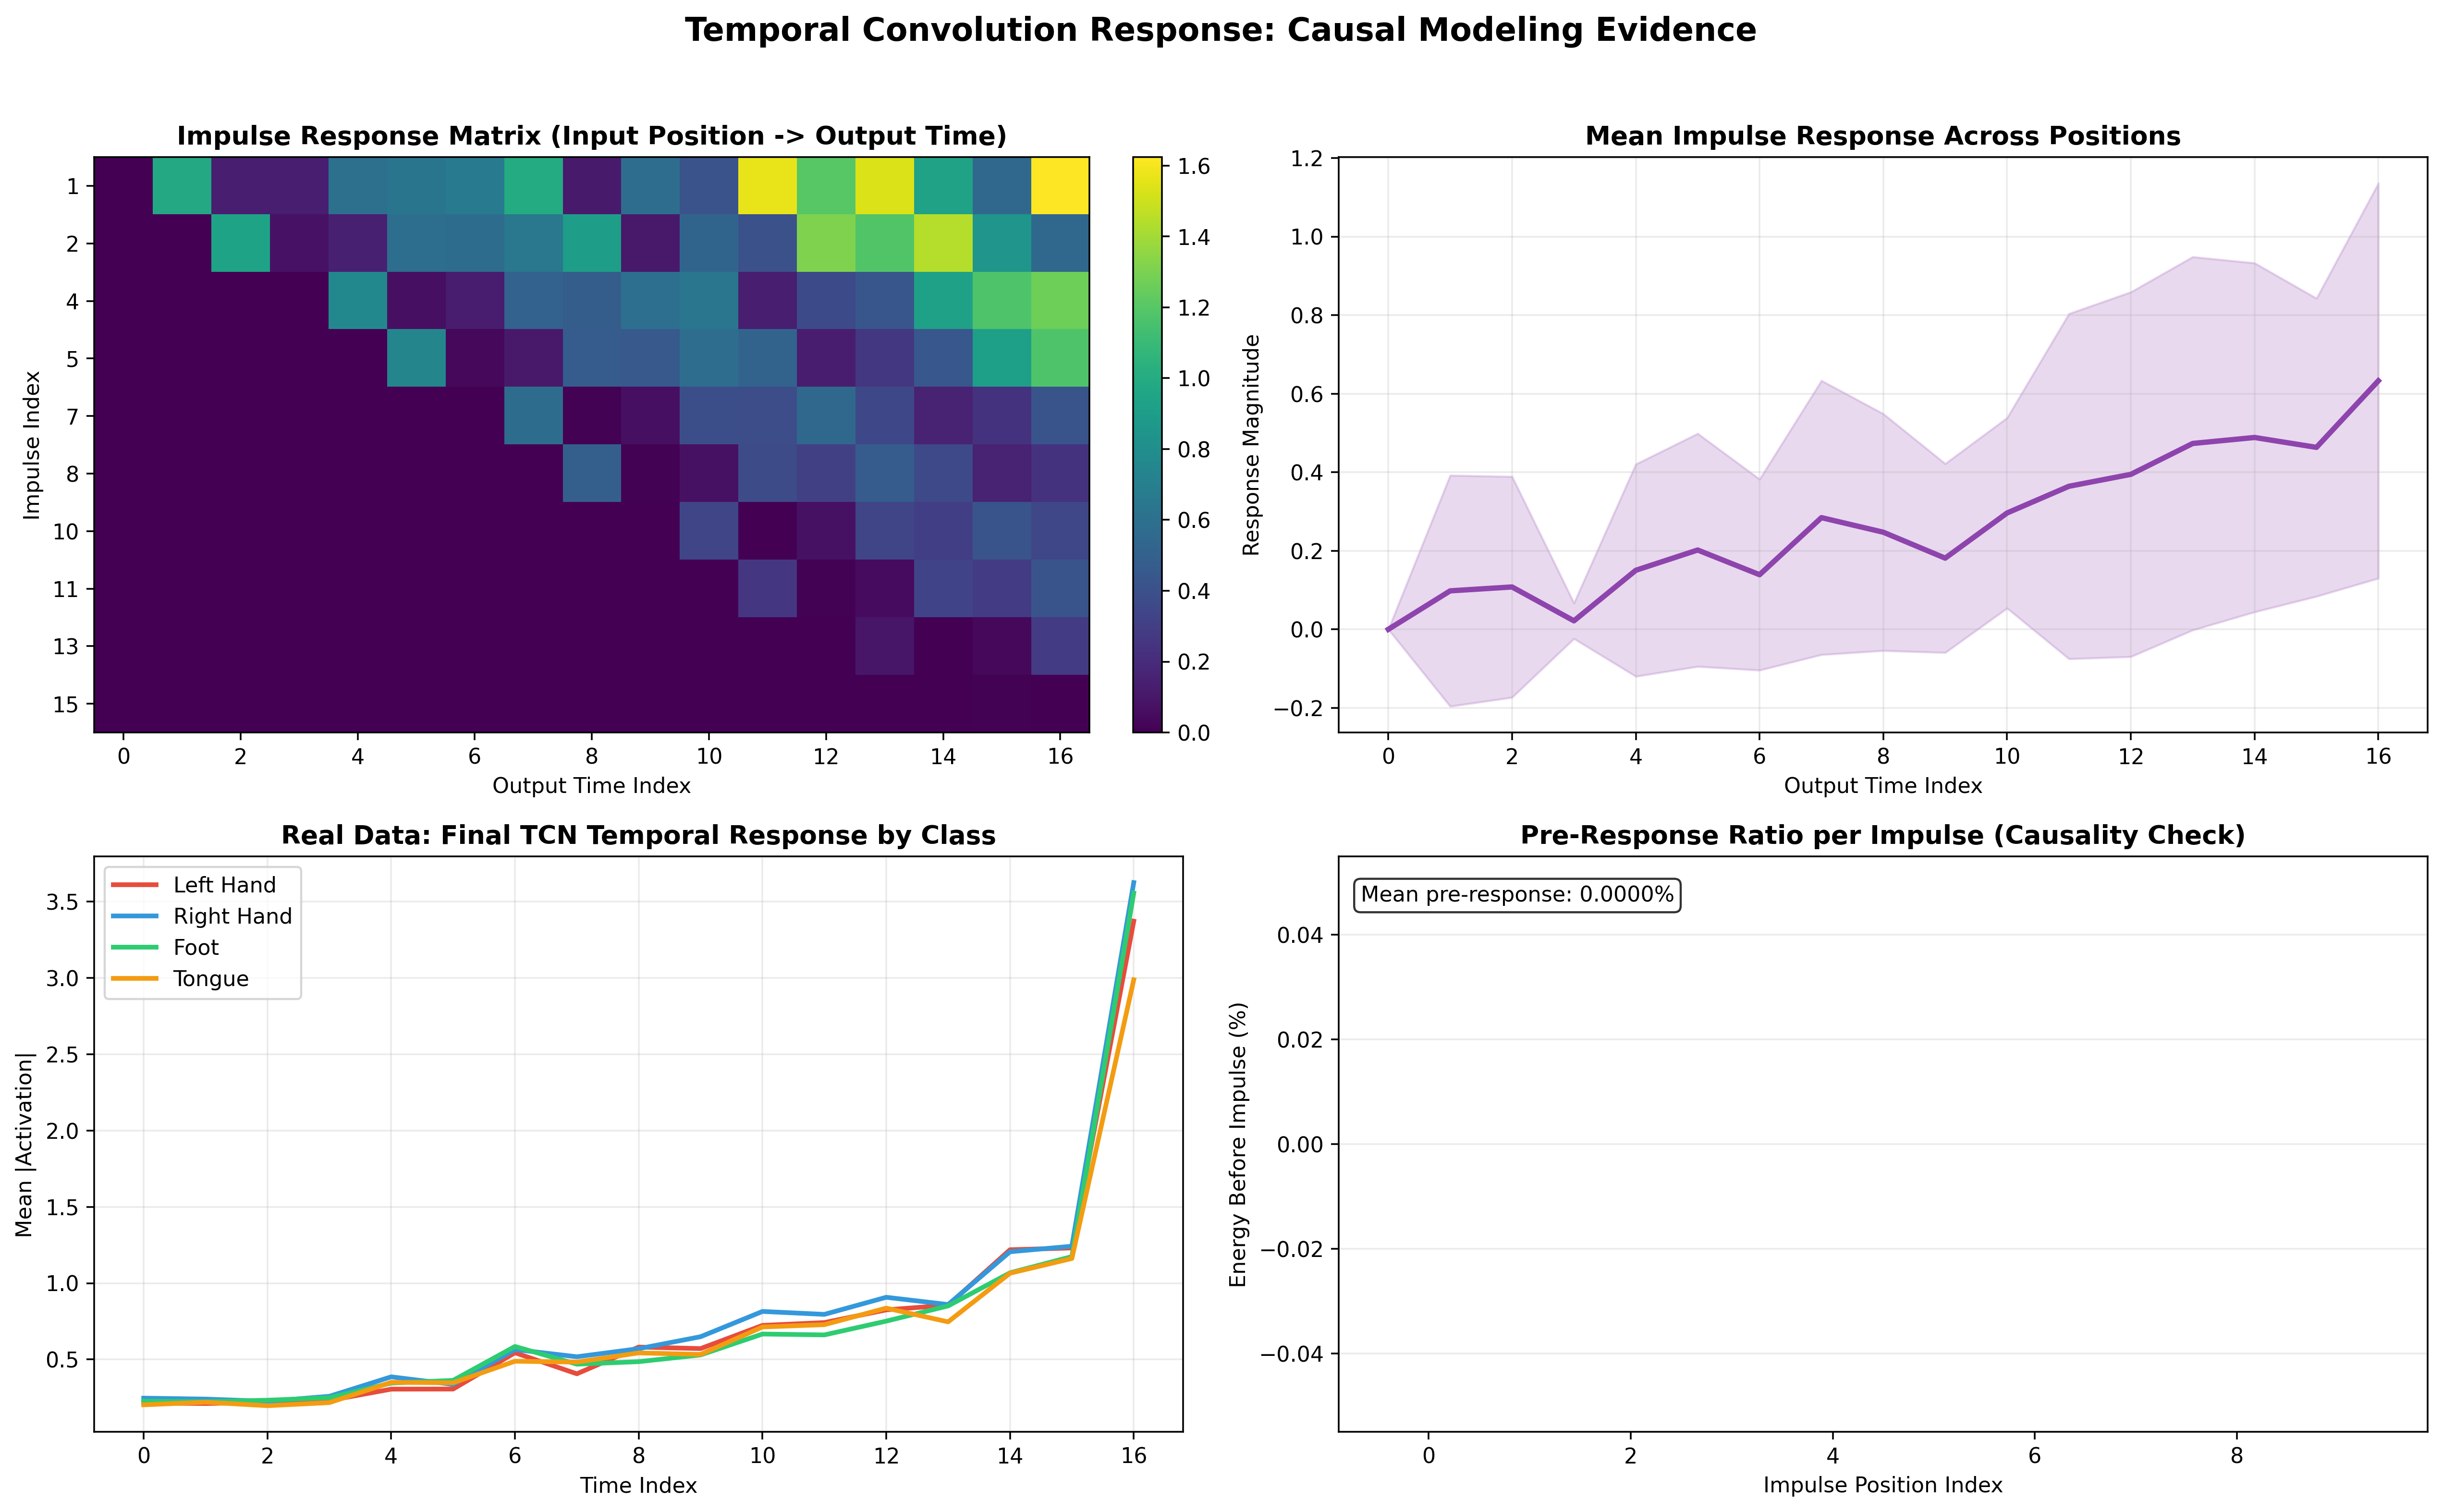 Temporal Convolution Response: Causal Modeling Evidence
Impulse Response Matrix (Input Position -> Output Time)
Impulse Index
1
2
4
5
7
8
10
11
13
15
0 2 4 6 8 10 12 14 16
Output Time Index
1.6
1.4
1.2
1.0
0.8
0.6
0.4
0.2
0.0
Mean Impulse Response Across Positions
Response Magnitude
1.2
1.0
0.8
0.6
0.4
0.2
0.0
−0.2
0 2 4 6 8 10 12 14 16
Output Time Index
Real Data: Final TCN Temporal Response by Class
Mean |Activation|
3.5
3.0
2.5
2.0
1.5
1.0
0.5
Left Hand
Right Hand
Foot
Tongue
0 2 4 6 8 10 12 14 16
Time Index
Pre-Response Ratio per Impulse (Causality Check)
Mean pre-response: 0.0000%
Energy Before Impulse (%)
0.04
0.02
0.00
−0.02
−0.04
0 2 4 6 8
Impulse Position Index